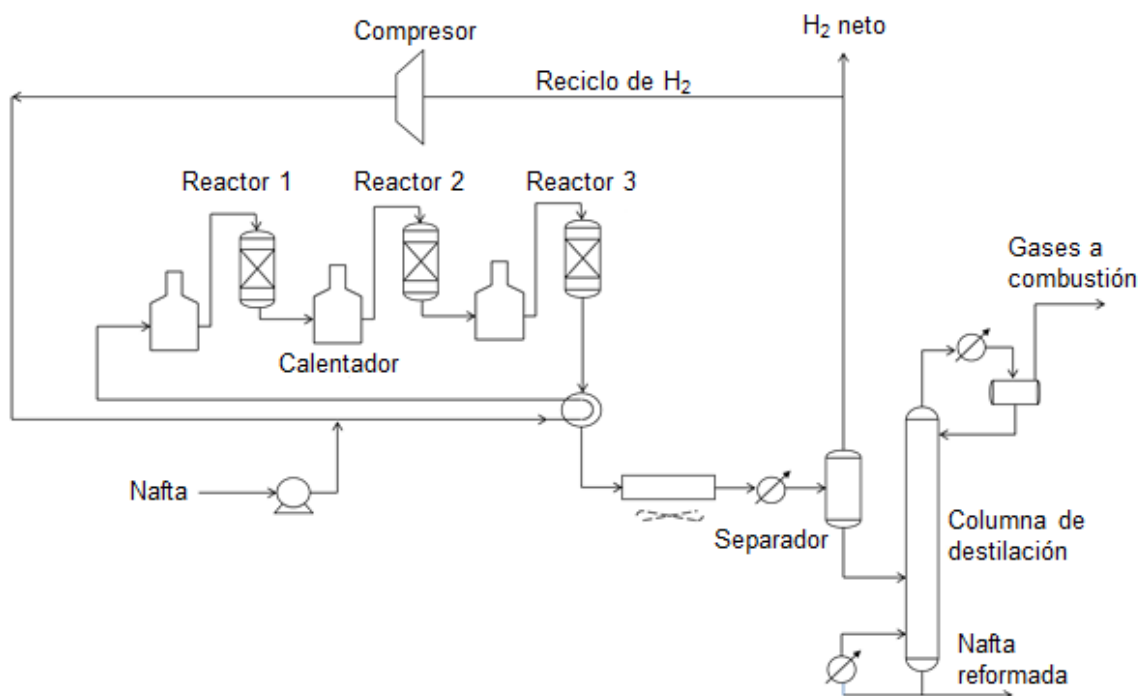 Compresor
H₂ neto
Reciclo de H₂
Reactor 1
Reactor 2
Reactor 3
Gases a
combustión
Calentador
Nafta
Separador
Columna de
destilación
Nafta
reformada